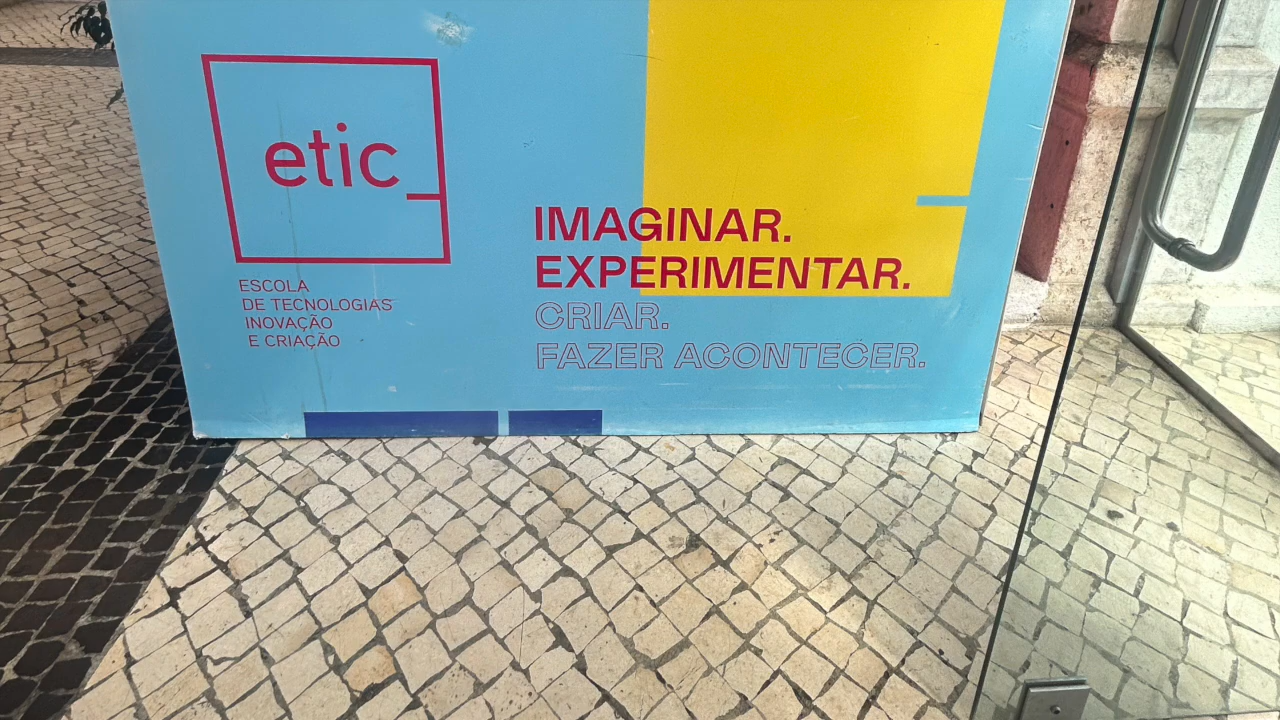 etic
ESCOLA
DE TECNOLOGIAS
INOVAÇÃO
E CRIAÇÃO
IMAGINAR.
EXPERIMENTAR.
CRIAR.
FAZER ACONTECER.